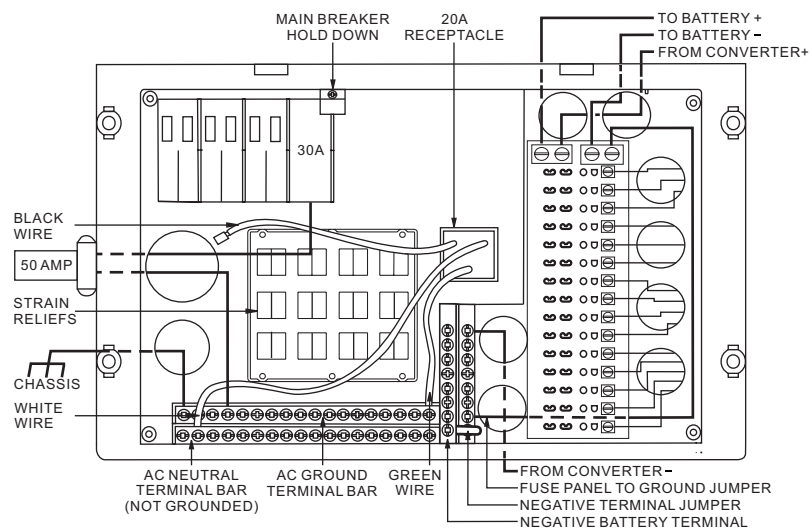 MAIN BREAKER
HOLD DOWN
20A
RECEPTACLE
TO BATTERY +
TO BATTERY –
FROM CONVERTER+
30A
BLACK
WIRE
50 AMP
STRAIN
RELIEFS
CHASSIS
WHITE
WIRE
AC NEUTRAL
TERMINAL BAR
(NOT GROUNDED)
AC GROUND
TERMINAL BAR
GREEN
WIRE
FROM CONVERTER–
FUSE PANEL TO GROUND JUMPER
NEGATIVE TERMINAL JUMPER
NEGATIVE BATTERY TERMINAL